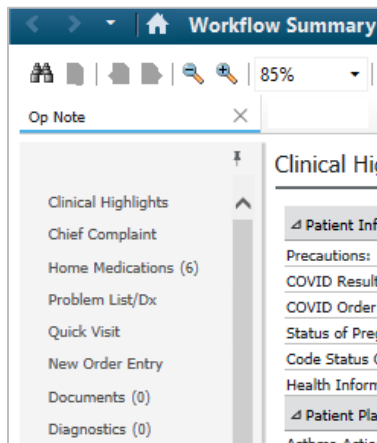 Workflow Summary
85%
Op Note
Clinical Highlights
Chief Complaint
Home Medications (6)
Problem List/Dx
Quick Visit
New Order Entry
Documents (0)
Diagnostics (0)
Clinical Hi
Patient Inf
Precautions:
COVID Result
COVID Order
Status of Pre
Code Status
Health Inform
Patient Pla